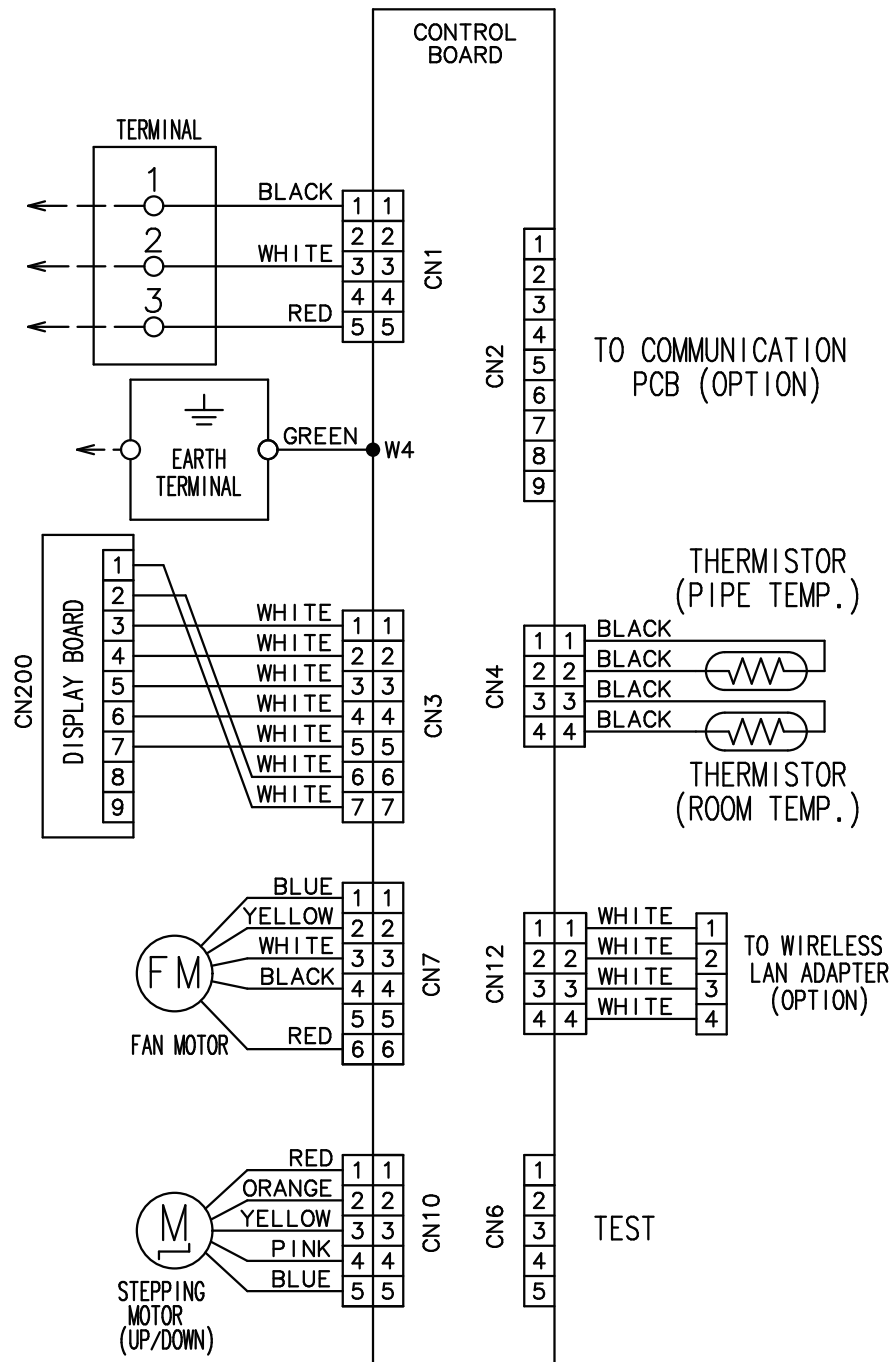 CONTROL
BOARD
TERMINAL
1
BLACK
1 1
2 2
2
WHITE
3 3
4 4
3
RED
5 5
CN1
EARTH
TERMINAL
GREEN
W4
CN200
DISPLAY BOARD
1
2
3
4
5
6
7
8
9
WHITE
1 1
WHITE
2 2
WHITE
3 3
WHITE
4 4
WHITE
5 5
WHITE
6 6
WHITE
7 7
CN3
FM
FAN MOTOR
BLUE
1 1
YELLOW
2 2
WHITE
3 3
BLACK
4 4
5 5
RED
6 6
CN7
M
STEPPING
MOTOR
(UP/DOWN)
RED
1 1
ORANGE
2 2
YELLOW
3 3
PINK
4 4
BLUE
5 5
CN10
CN2
1
2
3
4
5
6
7
8
9
TO COMMUNICATION
PCB (OPTION)
THERMISTOR
(PIPE TEMP.)
CN4
1 1 BLACK
2 2 BLACK
3 3 BLACK
4 4 BLACK
THERMISTOR
(ROOM TEMP.)
CN12
1 1 WHITE 1
2 2 WHITE 2
3 3 WHITE 3
4 4 WHITE 4
TO WIRELESS
LAN ADAPTER
(OPTION)
CN6
1
2
3
4
5
TEST